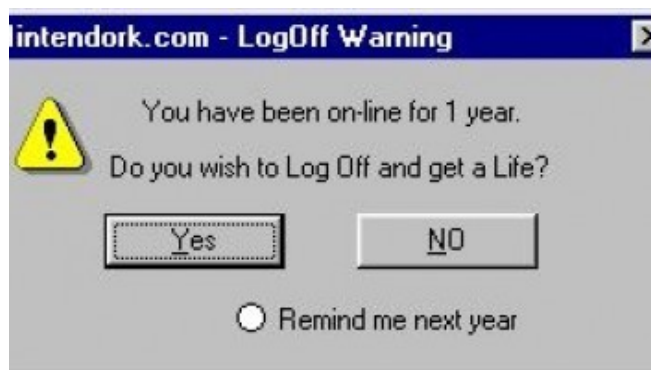 lintendork.com - LogOff Warning
You have been on-line for 1 year.
Do you wish to Log Off and get a Life?
Yes NO
Remind me next year